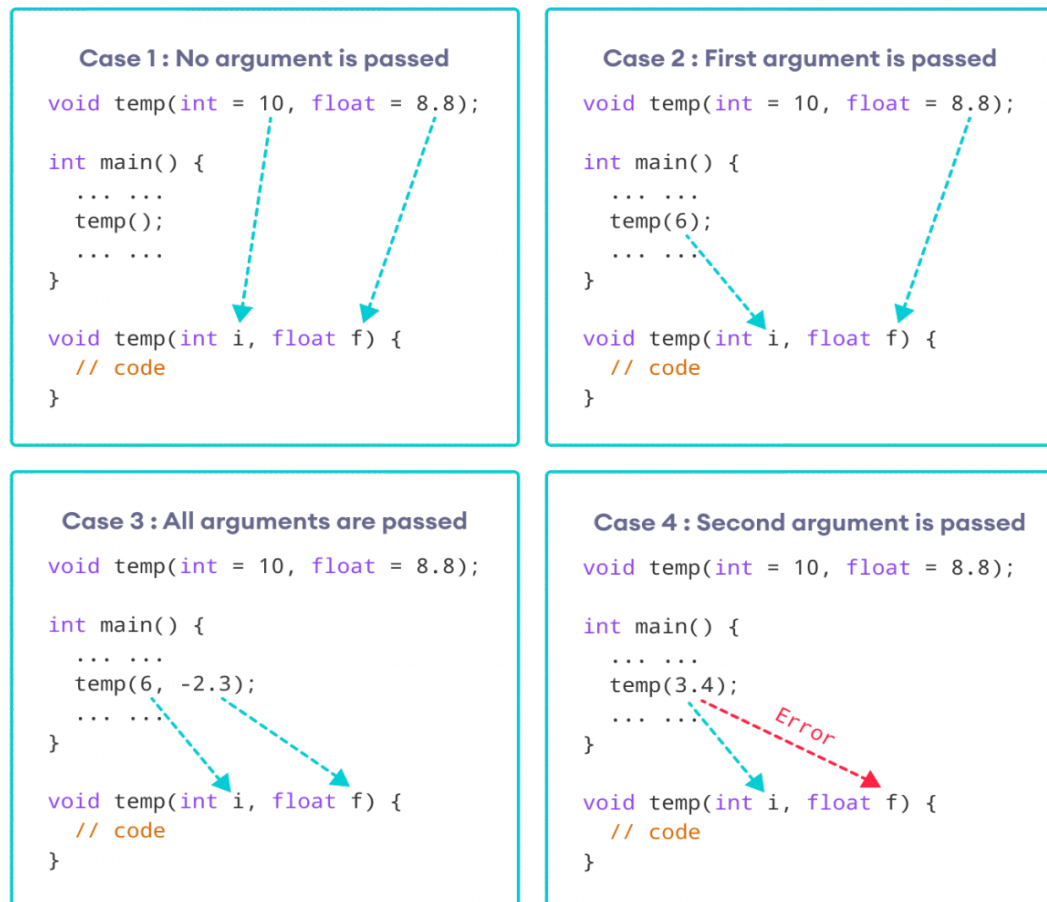 Case 1 : No argument is passed
void temp(int = 10, float = 8.8);
int main() {
... ...
temp();
... ...
}
void temp(int i, float f) {
// code
}
Case 2 : First argument is passed
void temp(int = 10, float = 8.8);
int main() {
... ...
temp(6);
... ...
}
void temp(int i, float f) {
// code
}
Case 3 : All arguments are passed
void temp(int = 10, float = 8.8);
int main() {
... ...
temp(6, -2.3);
... ...
}
void temp(int i, float f) {
// code
}
Case 4 : Second argument is passed
void temp(int = 10, float = 8.8);
int main() {
... ...
temp(3.4);
... ...
Error
}
void temp(int i, float f) {
// code
}